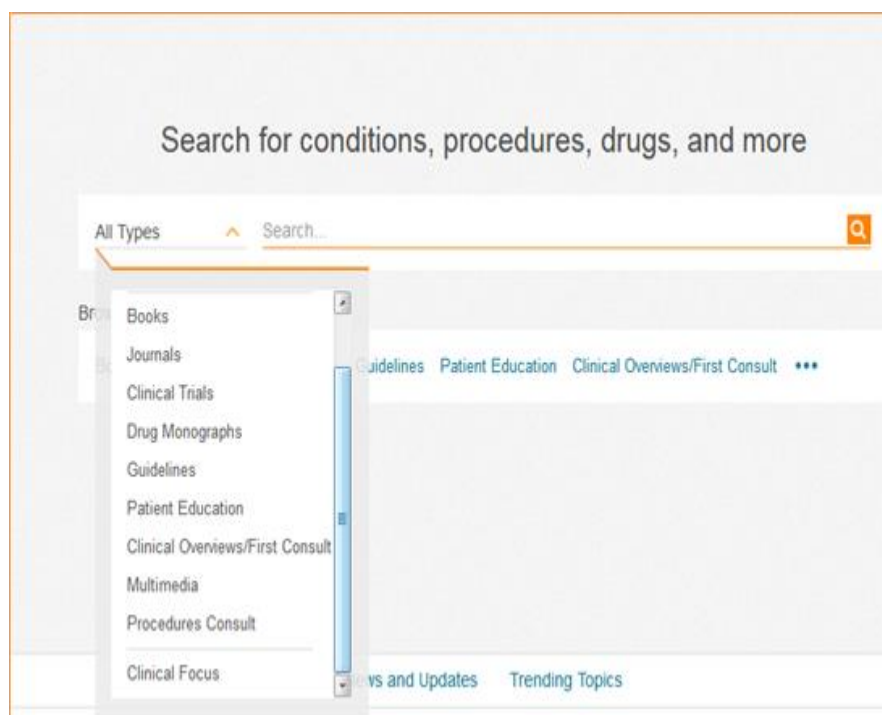 Search for conditions, procedures, drugs, and more
All Types Search...
Books
Journals
Guidelines Patient Education Clinical Overviews/First Consult •••
Clinical Trials
Drug Monographs
Guidelines
Patient Education
Clinical Overviews/First Consult
Multimedia
Procedures Consult
Clinical Focus
and Updates Trending Topics